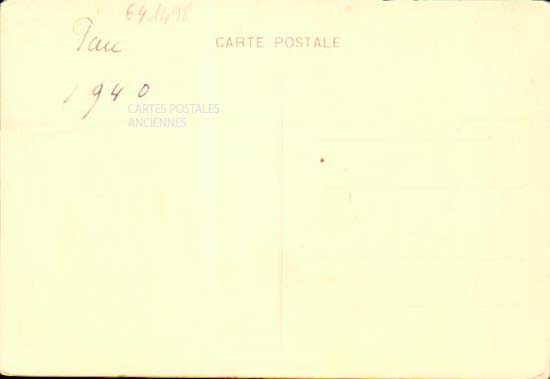 64 1498
Pau
CARTE POSTALE
1940
CARTES POSTALES
ANCIENNES